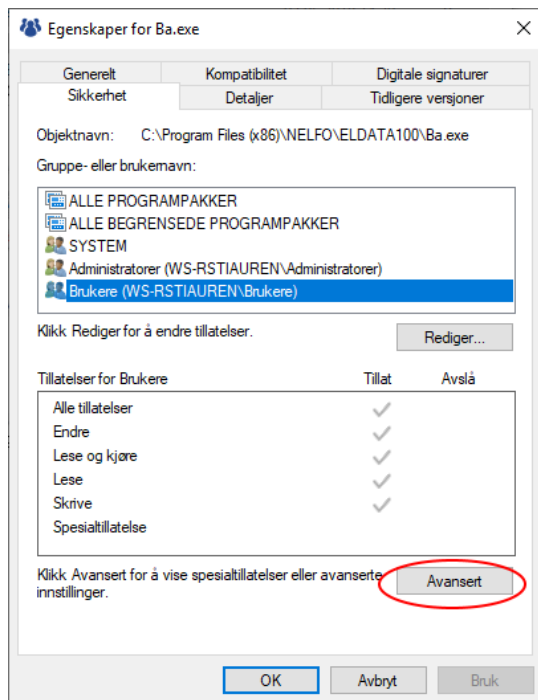 Egenskaper for Ba.exe
Generelt Kompatibilitet Digitale signaturer
Sikkerhet Detaljer Tidligere versjoner
Objektnavn: C:\Program Files (x86)\NELFO\ELDATA100\Ba.exe
Gruppe- eller brukernavn:
ALLE PROGRAMPAKKER
ALLE BEGRENSEDE PROGRAMPAKKER
SYSTEM
Administratorer (WS-RSTIAUREN\Administratorer)
Brukere (WS-RSTIAUREN\Brukere)
Klikk Rediger for å endre tillatelser.
Rediger...
Tillatelser for Brukere Tillat Avslå
Alle tillatelser
Endre
Lese og kjøre
Lese
Skrive
Spesialtillatelse
Klikk Avansert for å vise spesialtillatelser eller avanserte
innstillinger.
Avansert
OK Avbryt Bruk